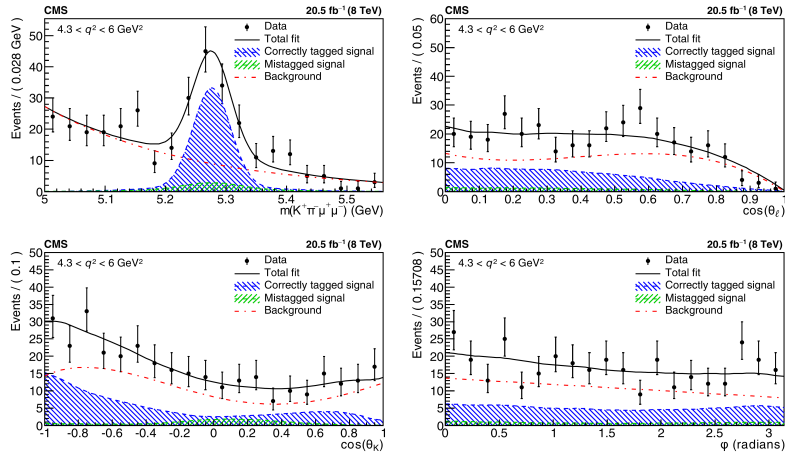 CMS 20.5 fb⁻¹ (8 TeV)
4.3 < q² < 6 GeV²
Data
Total fit
Correctly tagged signal
Mistagged signal
Background
Events / ( 0.028 GeV )
0 10 20 30 40 50
5 5.1 5.2 5.3 5.4 5.5
m(K⁺π⁻μ⁺μ⁻) (GeV)
CMS 20.5 fb⁻¹ (8 TeV)
4.3 < q² < 6 GeV²
Data
Total fit
Correctly tagged signal
Mistagged signal
Background
Events / ( 0.05 )
0 10 20 30 40 50 60
0 0.1 0.2 0.3 0.4 0.5 0.6 0.7 0.8 0.9 1
cos(θℓ)
CMS 20.5 fb⁻¹ (8 TeV)
4.3 < q² < 6 GeV²
Data
Total fit
Correctly tagged signal
Mistagged signal
Background
Events / ( 0.1 )
0 5 10 15 20 25 30 35 40 45 50
-1 -0.8 -0.6 -0.4 -0.2 0 0.2 0.4 0.6 0.8 1
cos(θK)
CMS 20.5 fb⁻¹ (8 TeV)
4.3 < q² < 6 GeV²
Data
Total fit
Correctly tagged signal
Mistagged signal
Background
Events / ( 0.15708 )
0 5 10 15 20 25 30 35 40 45 50
0 0.5 1 1.5 2 2.5 3
φ (radians)